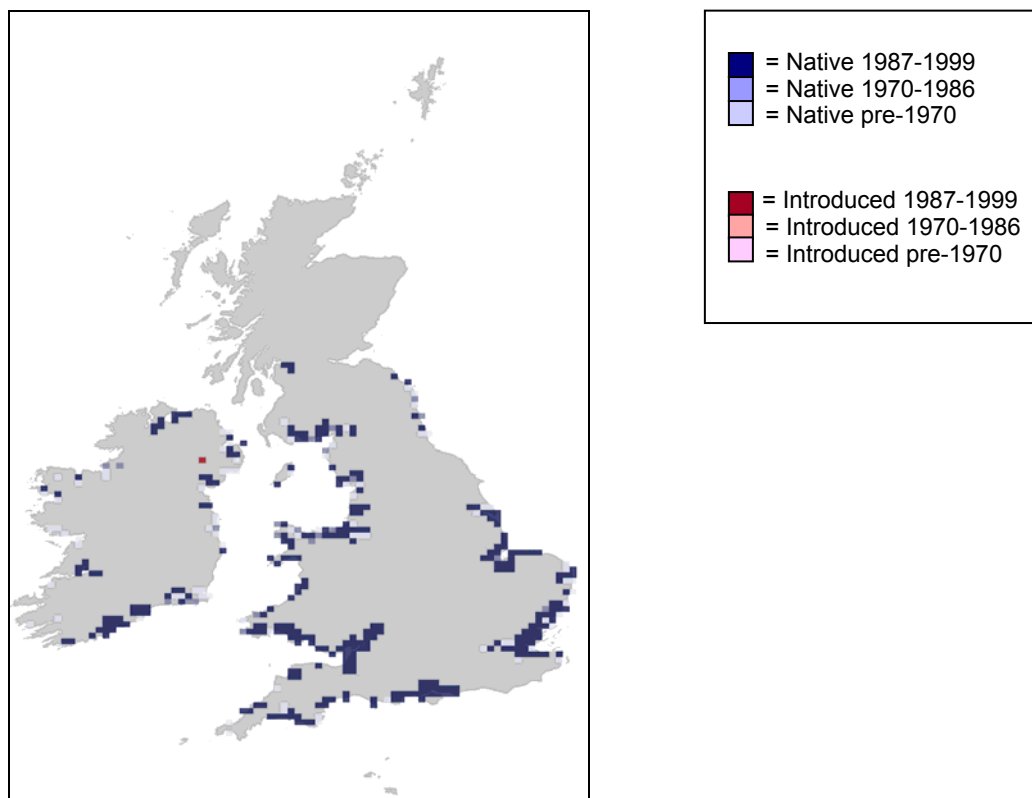 = Native 1987-1999
= Native 1970-1986
= Native pre-1970
= Introduced 1987-1999
= Introduced 1970-1986
= Introduced pre-1970